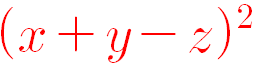 (x + y − z)²